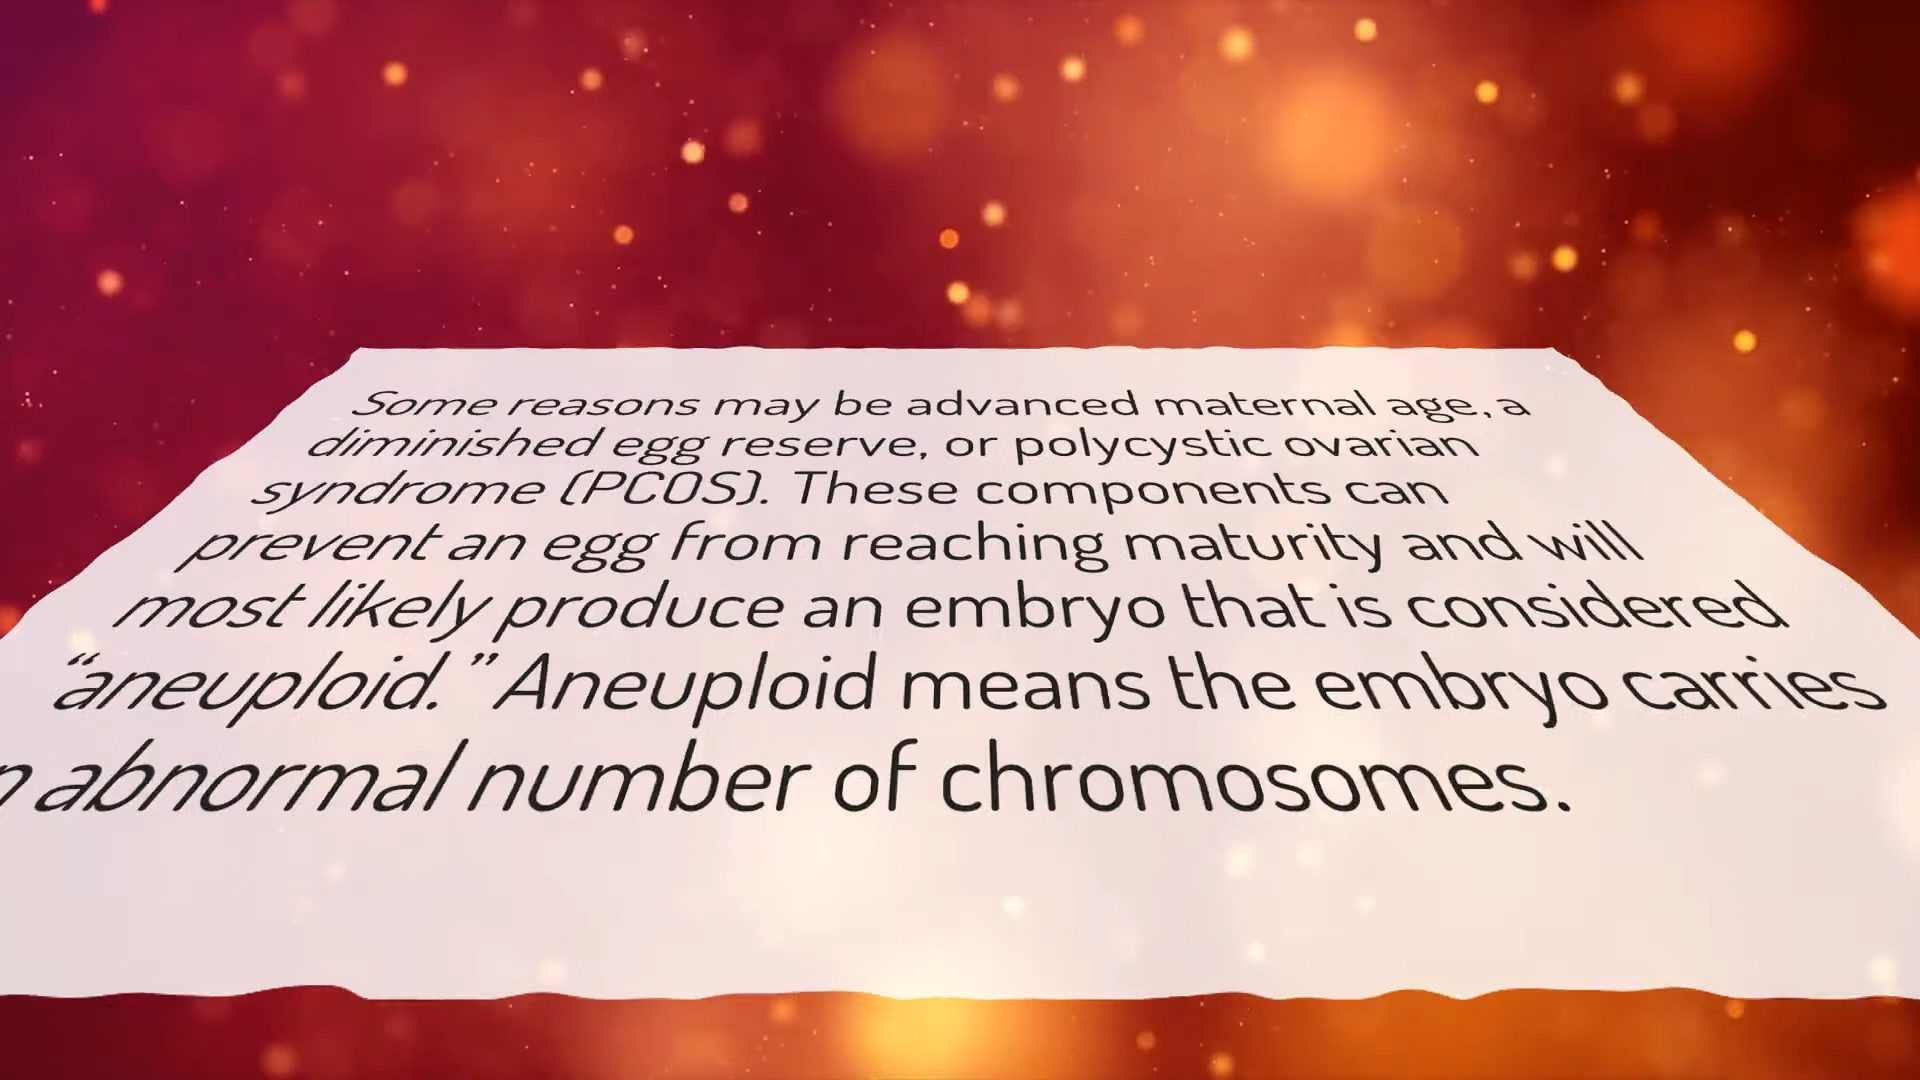 Some reasons may be advanced maternal age, a
diminished egg reserve, or polycystic ovarian
syndrome (PCOS). These components can
prevent an egg from reaching maturity and will
most likely produce an embryo that is considered
“aneuploid.” Aneuploid means the embryo carries
abnormal number of chromosomes.